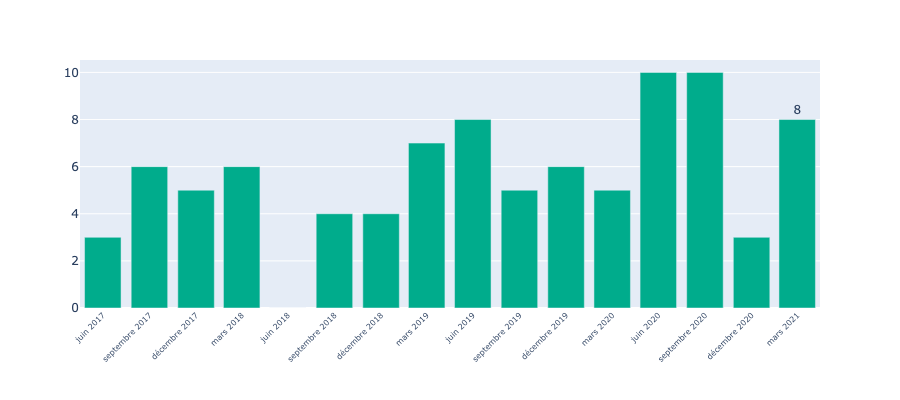 10
8
8
6
4
2
0
juin 2017
septembre 2017
décembre 2017
mars 2018
juin 2018
septembre 2018
décembre 2018
mars 2019
juin 2019
septembre 2019
décembre 2019
mars 2020
juin 2020
septembre 2020
décembre 2020
mars 2021